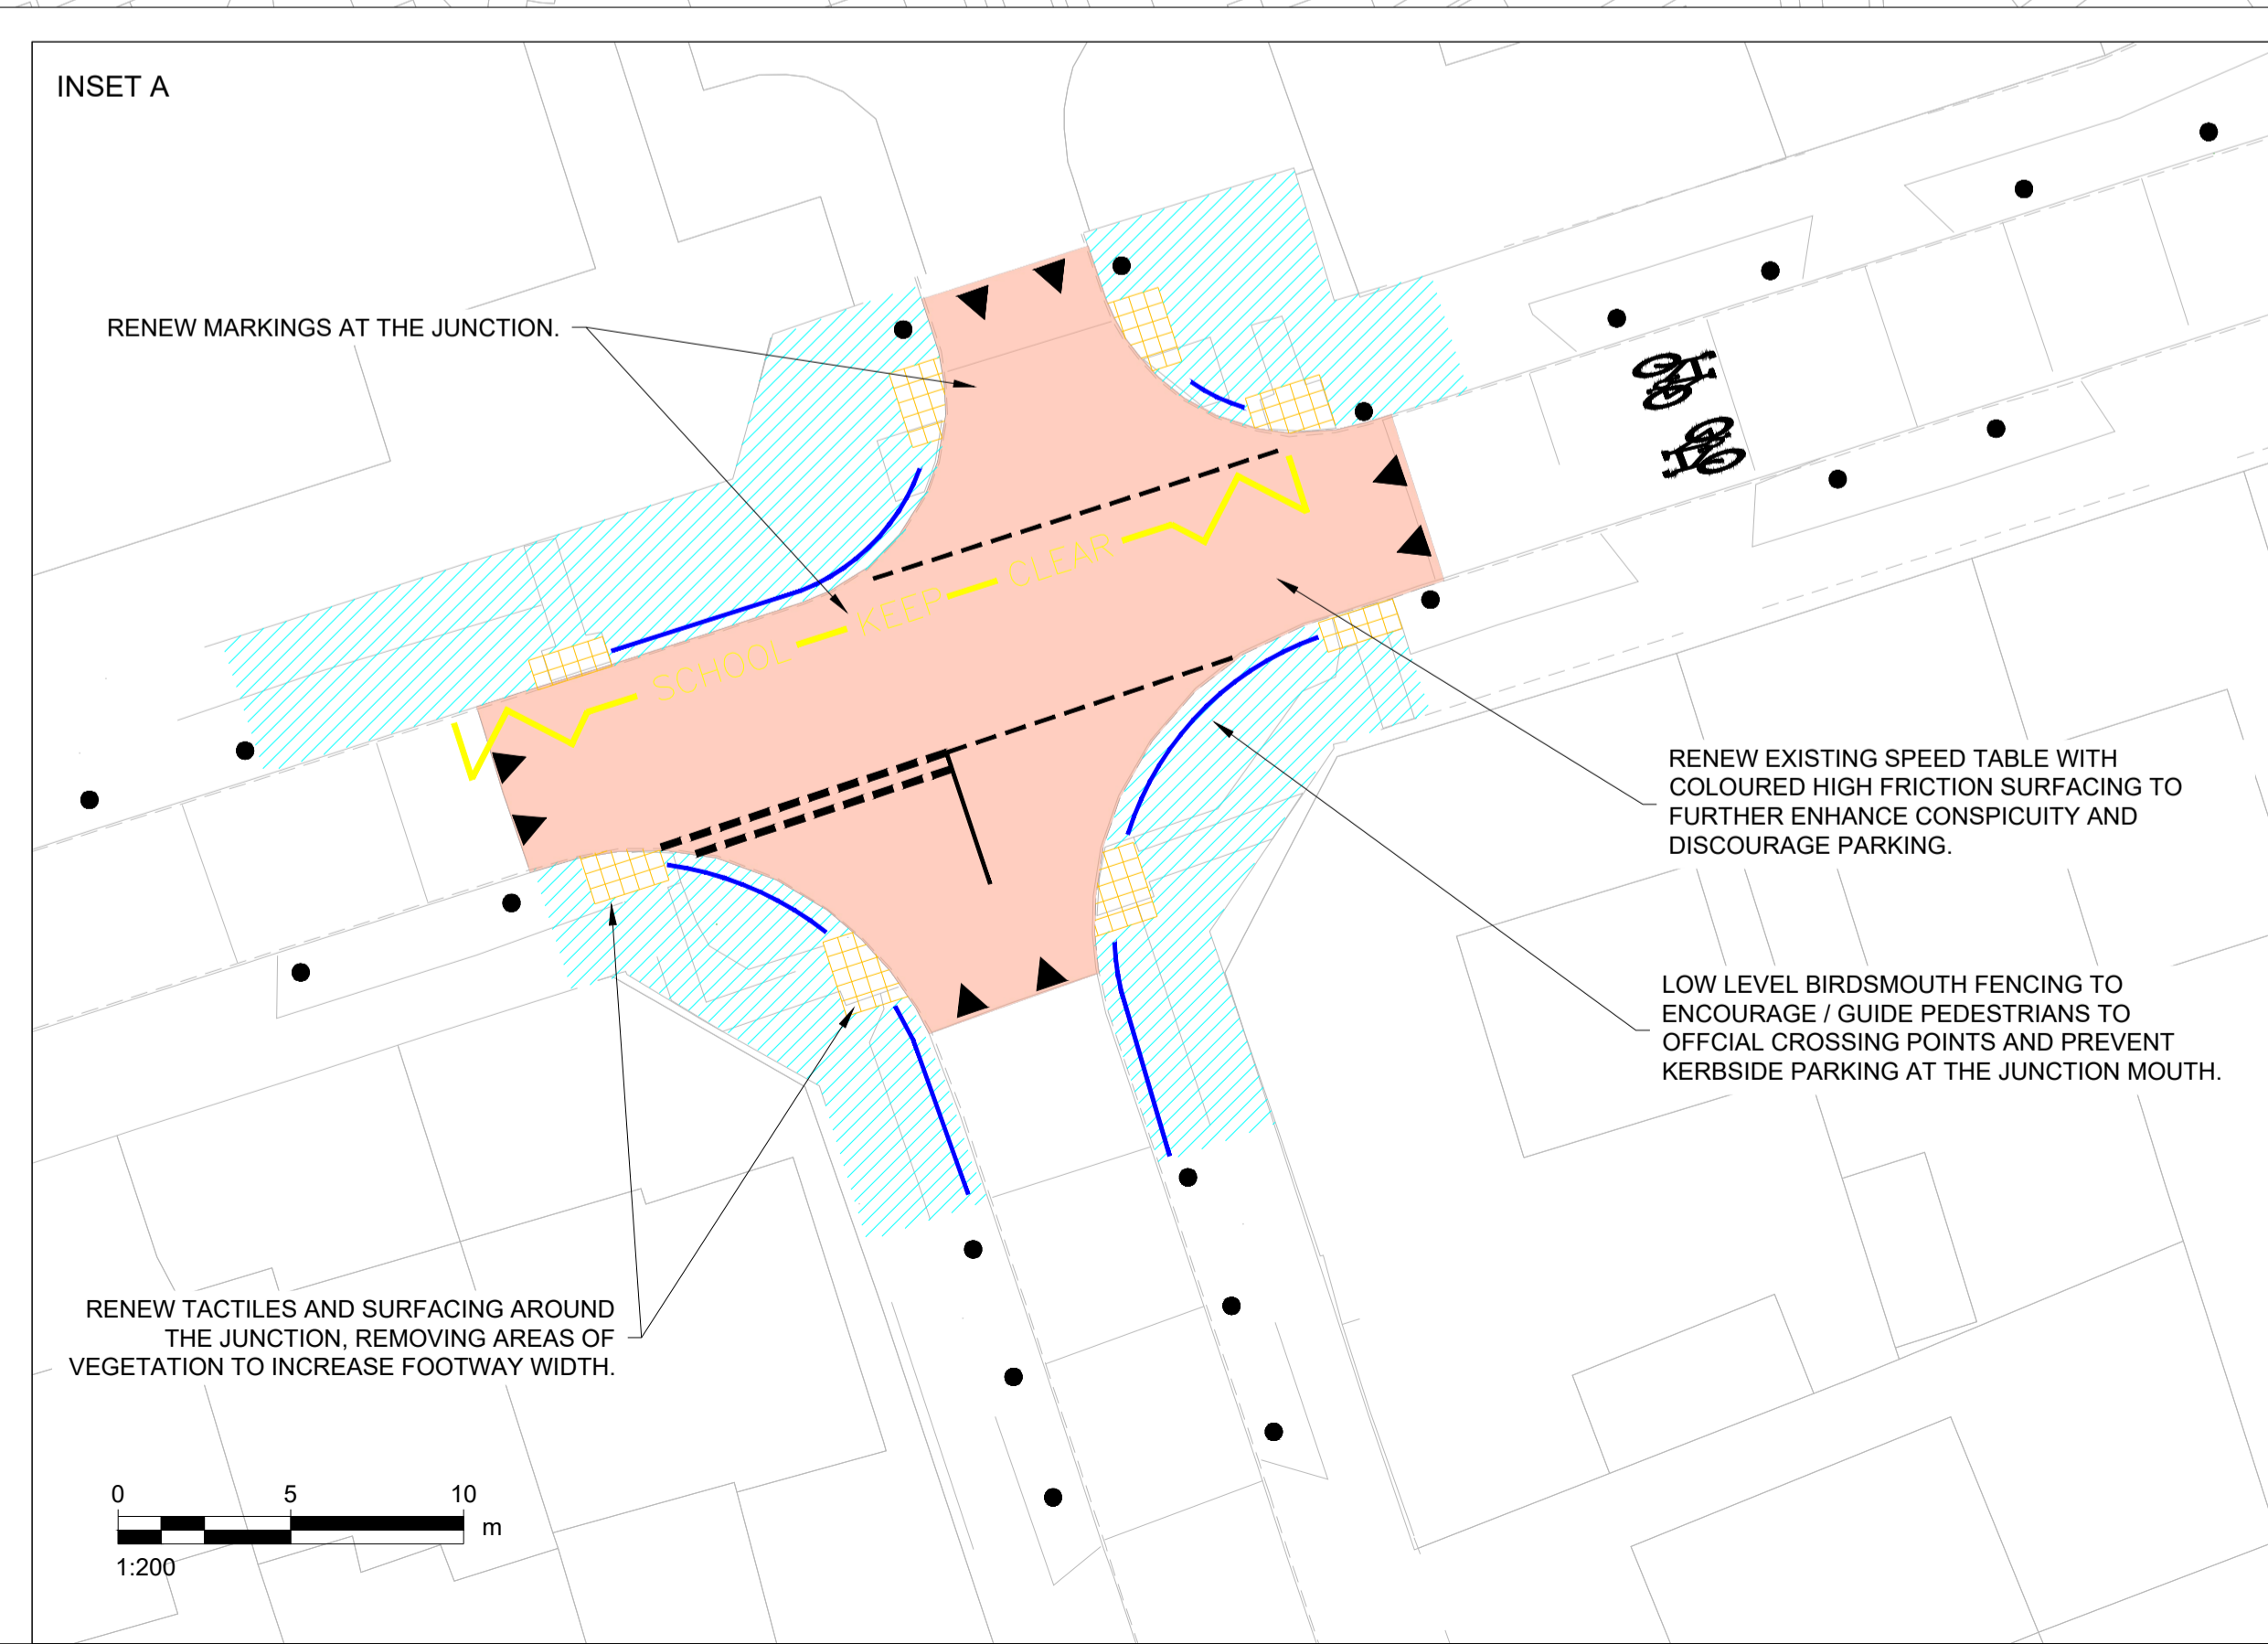 INSET A
RENEW MARKINGS AT THE JUNCTION.
SCHOOL KEEP CLEAR
RENEW EXISTING SPEED TABLE WITH
COLOURED HIGH FRICTION SURFACING TO
FURTHER ENHANCE CONSPICUITY AND
DISCOURAGE PARKING.
LOW LEVEL BIRDSMOUTH FENCING TO
ENCOURAGE / GUIDE PEDESTRIANS TO
OFFCIAL CROSSING POINTS AND PREVENT
KERBSIDE PARKING AT THE JUNCTION MOUTH.
RENEW TACTILES AND SURFACING AROUND
THE JUNCTION, REMOVING AREAS OF
VEGETATION TO INCREASE FOOTWAY WIDTH.
0 5 10
m
1:200